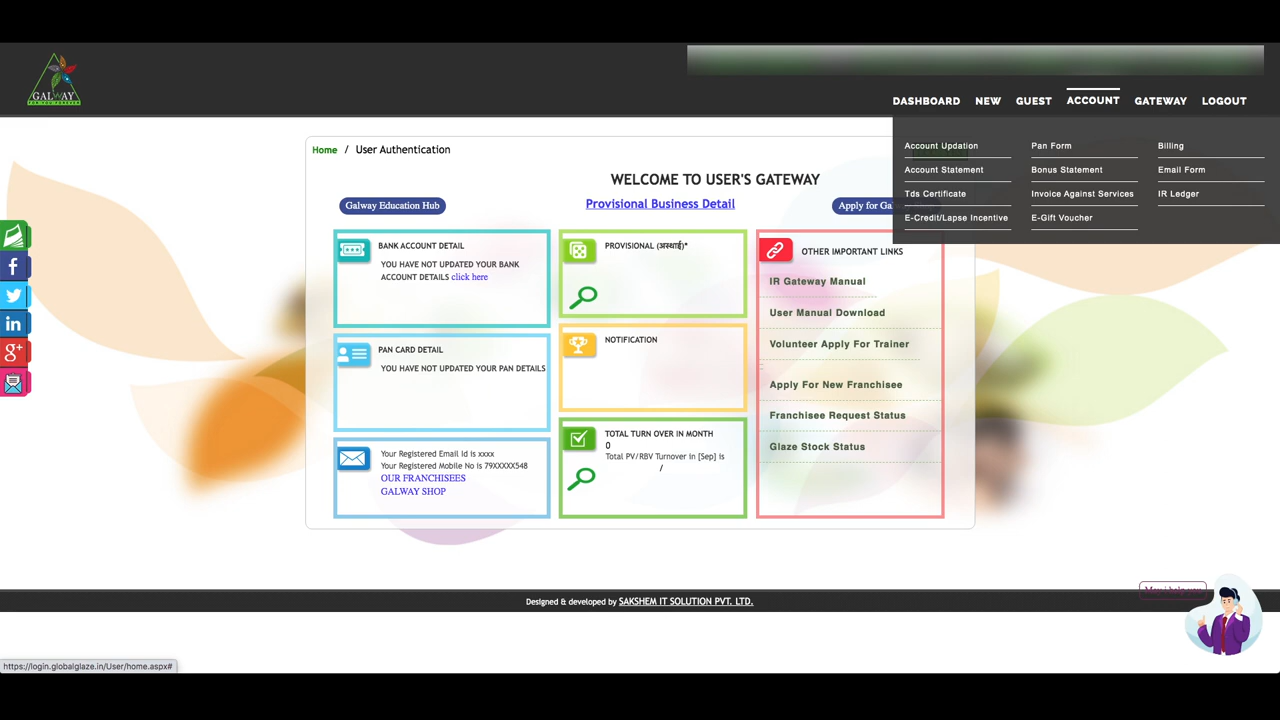 GALWAY
DASHBOARD NEW GUEST ACCOUNT GATEWAY LOGOUT
Account Updation Pan Form Billing
Account Statement Bonus Statement Email Form
Tds Certificate Invoice Against Services IR Ledger
E-Credit/Lapse Incentive E-Gift Voucher
Home / User Authentication
WELCOME TO USER'S GATEWAY
Galway Education Hub
Provisional Business Detail
Apply for
BANK ACCOUNT DETAIL
YOU HAVE NOT UPDATED YOUR BANK
ACCOUNT DETAILS click here
PAN CARD DETAIL
YOU HAVE NOT UPDATED YOUR PAN DETAILS
Your Registered Email Id is xxxx
Your Registered Mobile No is 79XXXXX548
OUR FRANCHISEES
GALWAY SHOP
PROVISIONAL (अस्थाई)*
NOTIFICATION
TOTAL TURN OVER IN MONTH
0
Total PV/RBV Turnover in [Sep] is
/
OTHER IMPORTANT LINKS
IR Gateway Manual
User Manual Download
Volunteer Apply For Trainer
Apply For New Franchisee
Franchisee Request Status
Glaze Stock Status
Designed & developed by SAKSHEM IT SOLUTION PVT. LTD.
https://login.globalglaze.in/User/home.aspx#